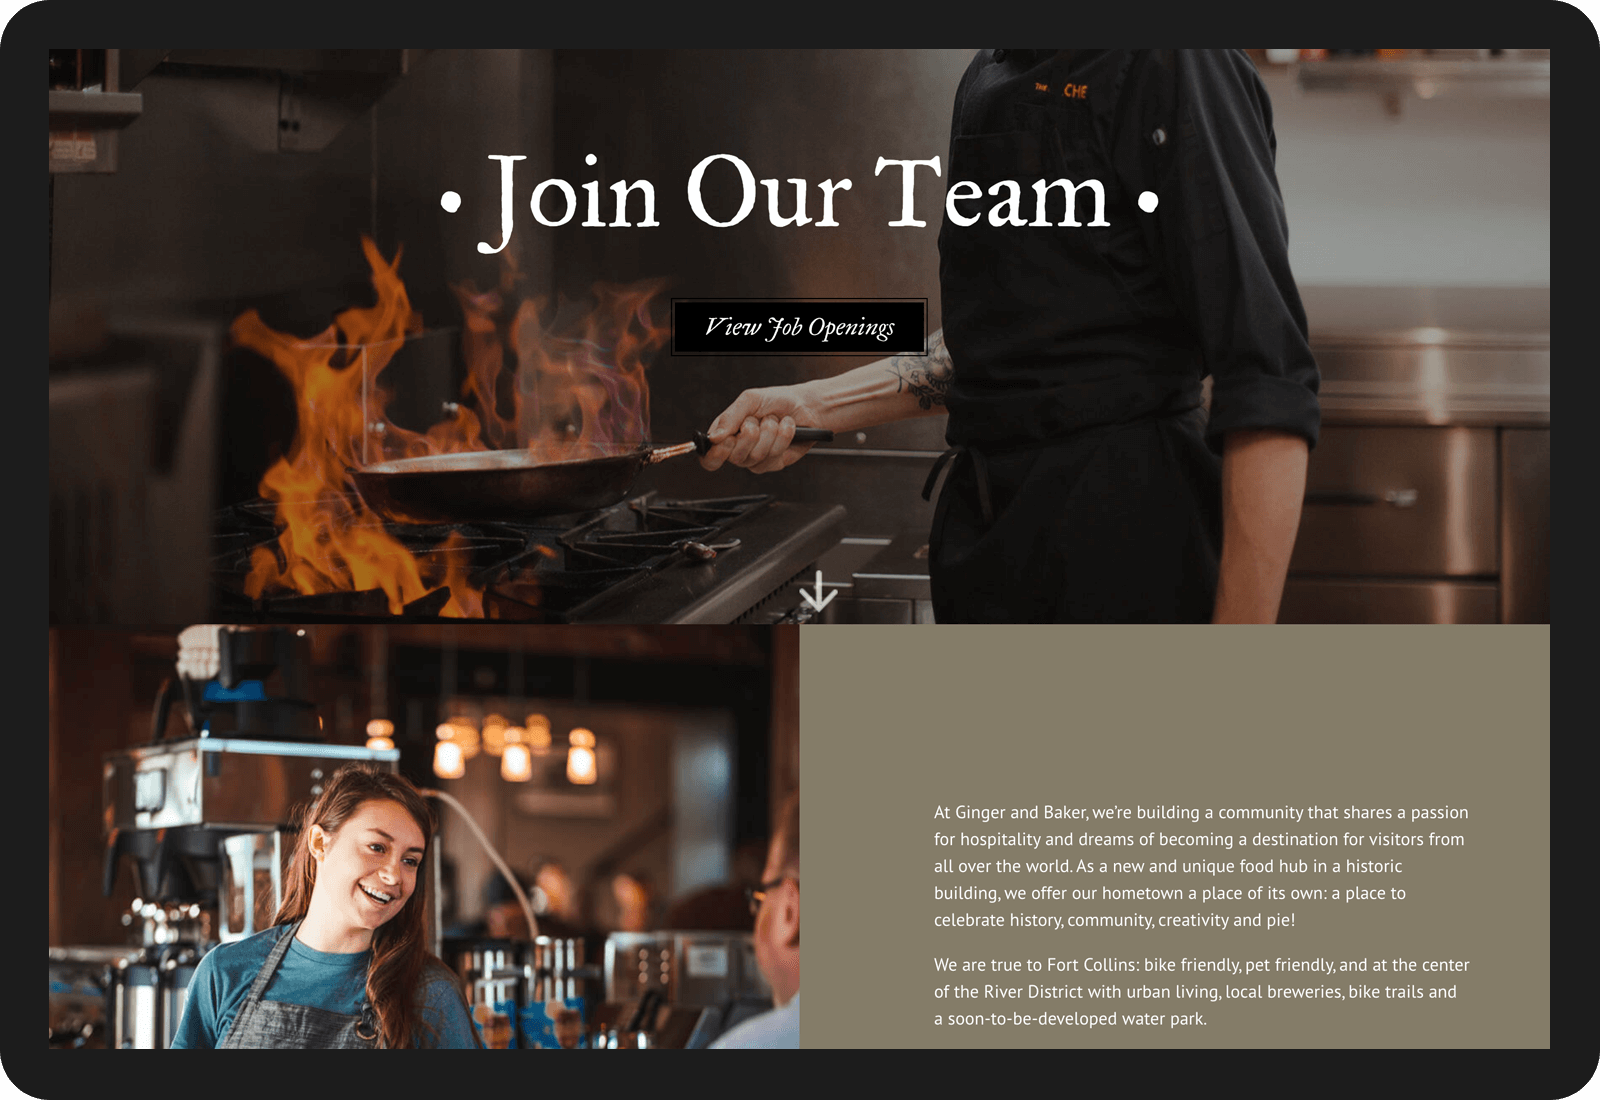 THE CHE
• Join Our Team •
View Job Openings
At Ginger and Baker, we’re building a community that shares a passion
for hospitality and dreams of becoming a destination for visitors from
all over the world. As a new and unique food hub in a historic
building, we offer our hometown a place of its own: a place to
celebrate history, community, creativity and pie!
We are true to Fort Collins: bike friendly, pet friendly, and at the center
of the River District with urban living, local breweries, bike trails and
a soon-to-be-developed water park.